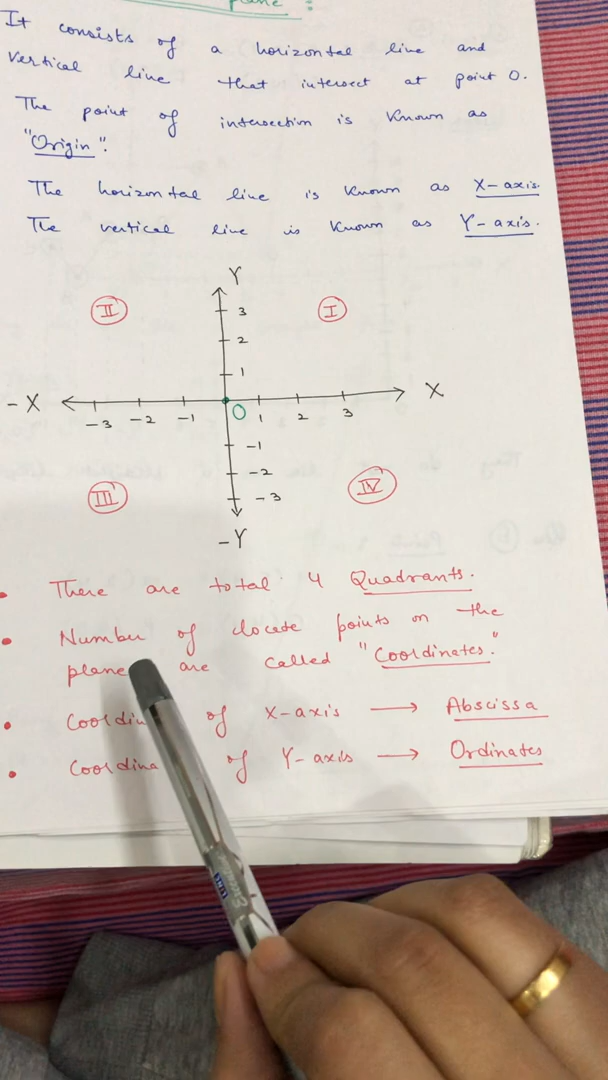 plane :
It consists of a horizontal line and
vertical line that intersect at point O.
The point of intersection is known as
"Origin".
The horizontal line is known as X-axis.
The vertical line is known as Y-axis.
Y
II
I
3
2
1
-X
X
-3 -2 -1 O 1 2 3
-1
-2
-3
III
IV
-Y
• There are total 4 Quadrants.
• Number of locate points on the
plane are called "Coordinates."
• of X-axis → Abscissa
• of Y-axis → Ordinates